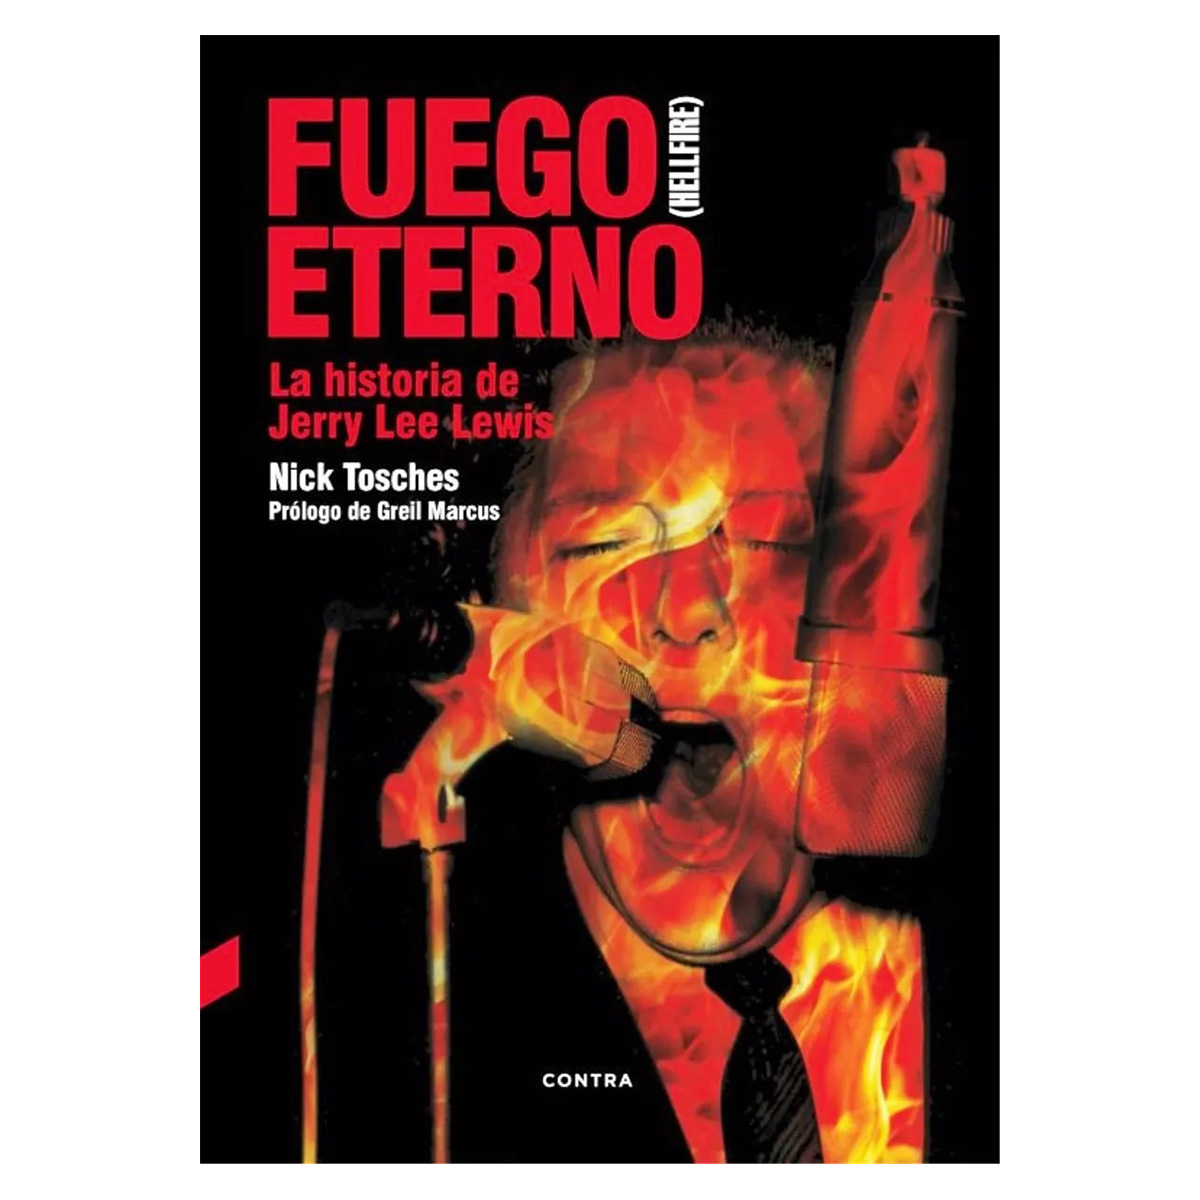 FUEGO
(HELLFIRE)
ETERNO
La historia de
Jerry Lee Lewis
Nick Tosches
Prólogo de Greil Marcus
CONTRA